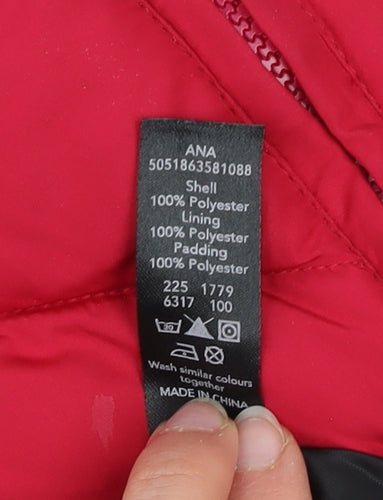 ANA
5051863581088
Shell
100% Polyester
Lining
100% Polyester
Padding
100% Polyester
225 1779
6317 100
30
Wash similar colours
together
MADE IN CHINA